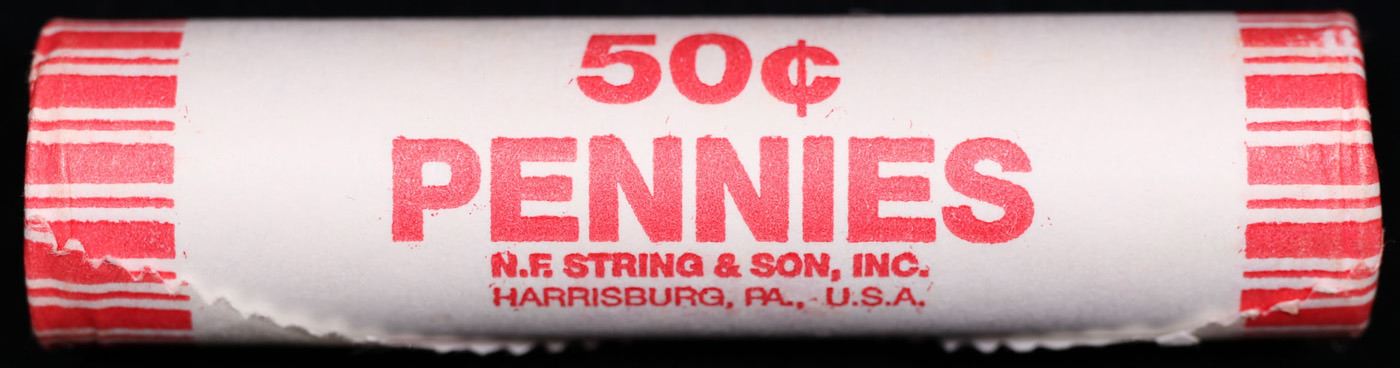 50¢
PENNIES
N.F. STRING & SON, INC.
HARRISBURG, PA., U.S.A.